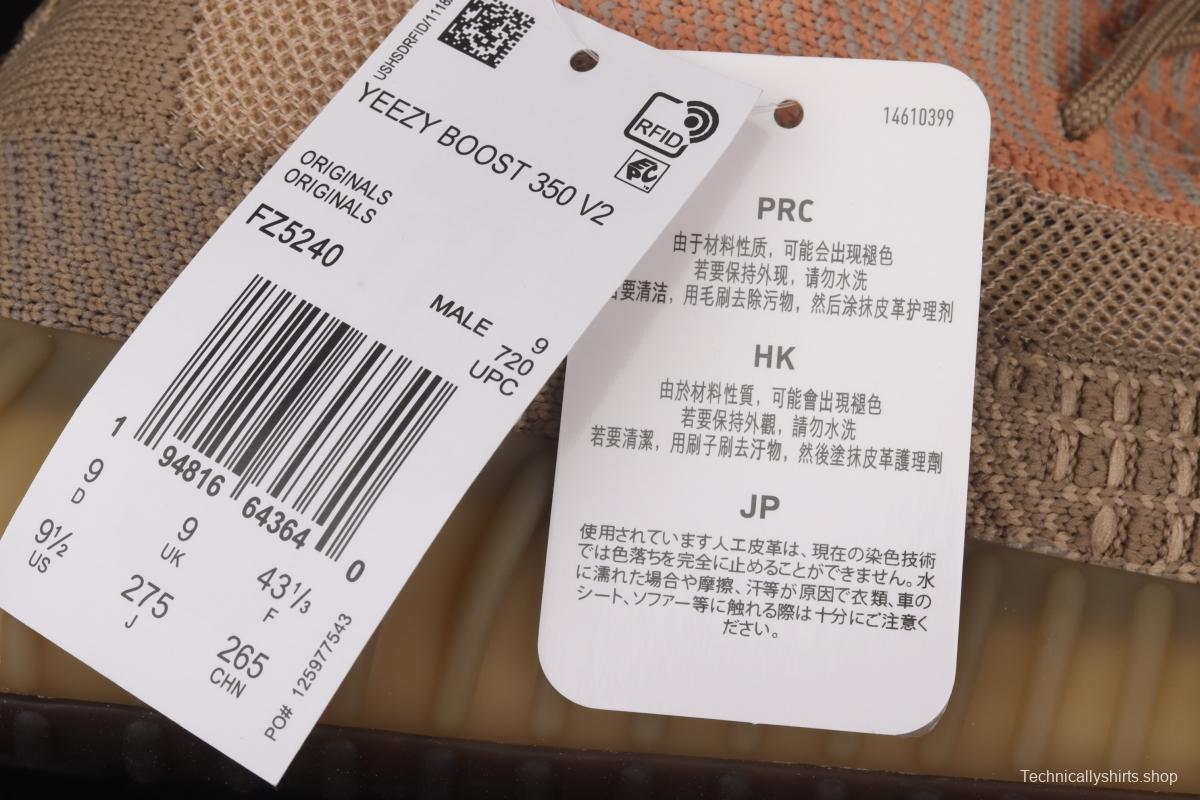 USHSDRFID/1118
YEEZY BOOST 350 V2
RFID
EPC
ORIGINALS
ORIGINALS
FZ5240
MALE 9
720
UPC
1 94816 64364 0
9
D
9
UK
43⅓
F
9½
US
275
J
265
CHN
PO# 125977543
14610399
PRC
由于材料性质，可能会出现褪色
若要保持外现，请勿水洗
要清洁，用毛刷去除污物，然后涂抹皮革护理剂
HK
由於材料性質，可能會出現褪色
若要保持外觀，請勿水洗
若要清潔，用刷子刷去汙物，然後塗抹皮革護理劑
JP
使用されています人工皮革は、現在の染色技術
では色落ちを完全に止めることができません。水
に濡れた場合や摩擦、汗等が原因で衣類、車の
シート、ソファー等に触れる際は十分にご注意く
ださい。
Technicallyshirts.shop